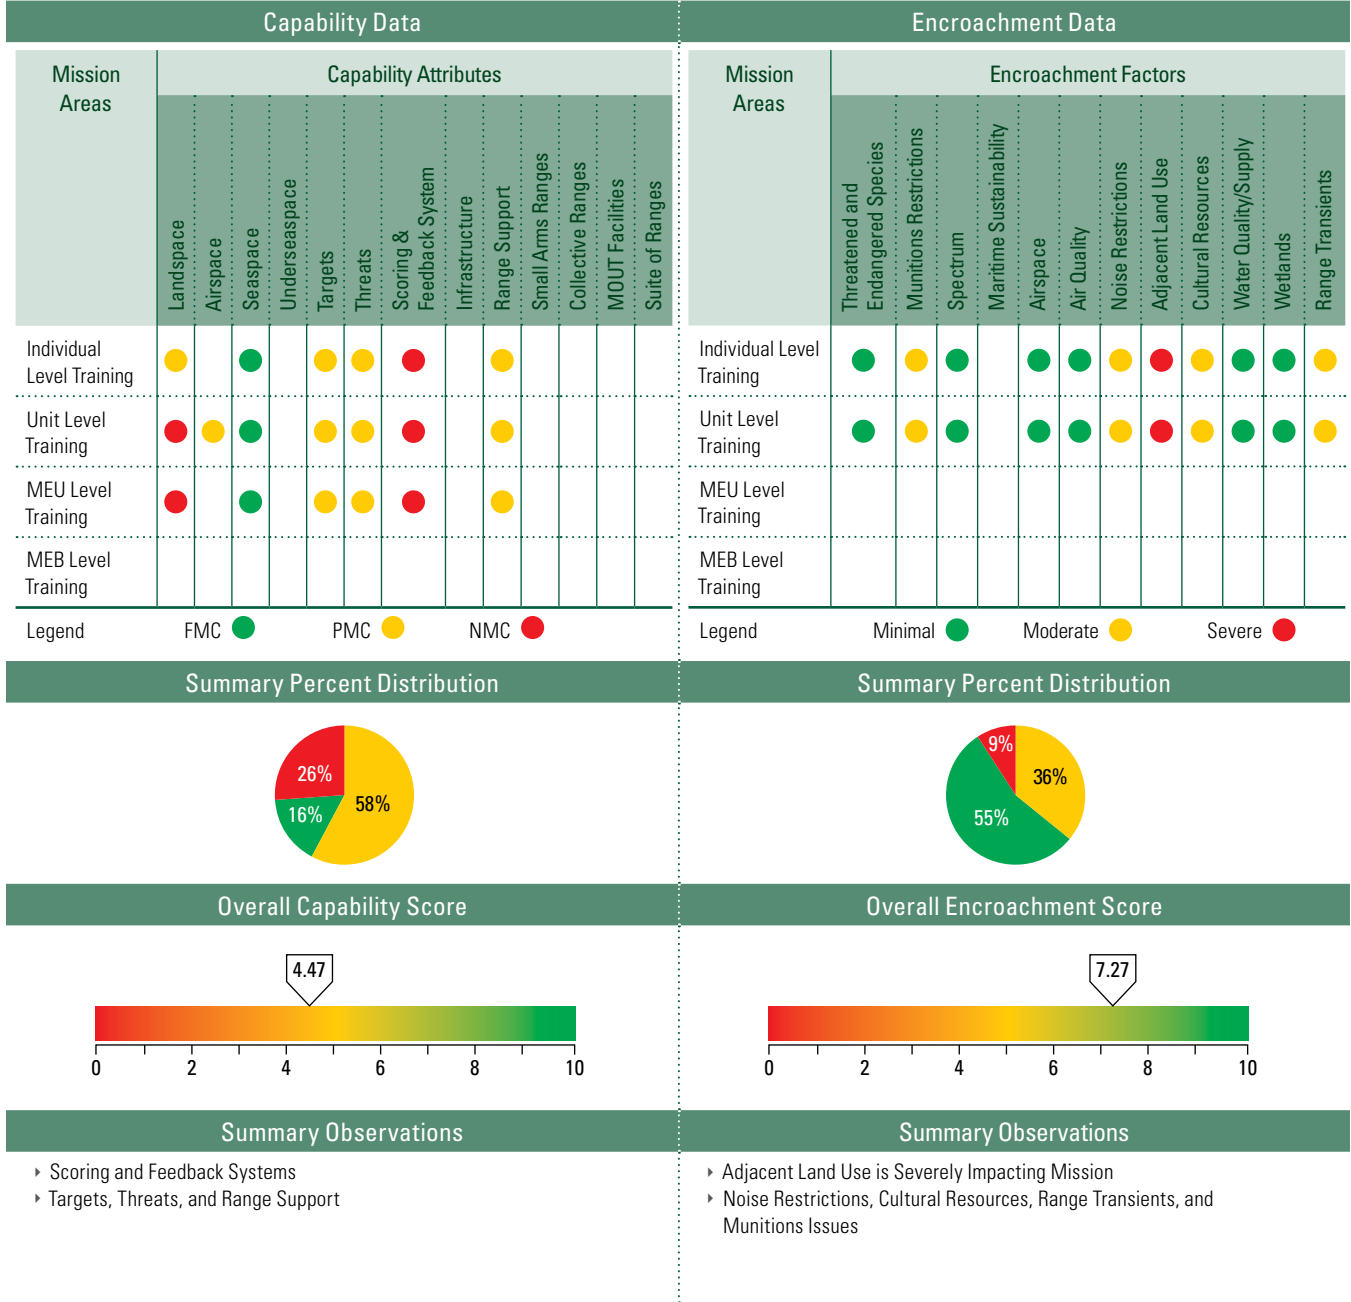 Capability Data
Mission
Areas
Capability Attributes
Landspace
Airspace
Seaspace
Underseaspace
Targets
Threats
Scoring &
Feedback System
Infrastructure
Range Support
Small Arms Ranges
Collective Ranges
MOUT Facilities
Suite of Ranges
Individual
Level Training
Unit Level
Training
MEU Level
Training
MEB Level
Training
Legend FMC PMC NMC
Summary Percent Distribution
26%
16%
58%
Overall Capability Score
4.47
0 2 4 6 8 10
Summary Observations
Scoring and Feedback Systems
Targets, Threats, and Range Support
Encroachment Data
Mission
Areas
Encroachment Factors
Threatened and
Endangered Species
Munitions Restrictions
Spectrum
Maritime Sustainability
Airspace
Air Quality
Noise Restrictions
Adjacent Land Use
Cultural Resources
Water Quality/Supply
Wetlands
Range Transients
Individual Level
Training
Unit Level
Training
MEU Level
Training
MEB Level
Training
Legend Minimal Moderate Severe
Summary Percent Distribution
9%
36%
55%
Overall Encroachment Score
7.27
0 2 4 6 8 10
Summary Observations
Adjacent Land Use is Severely Impacting Mission
Noise Restrictions, Cultural Resources, Range Transients, and
Munitions Issues